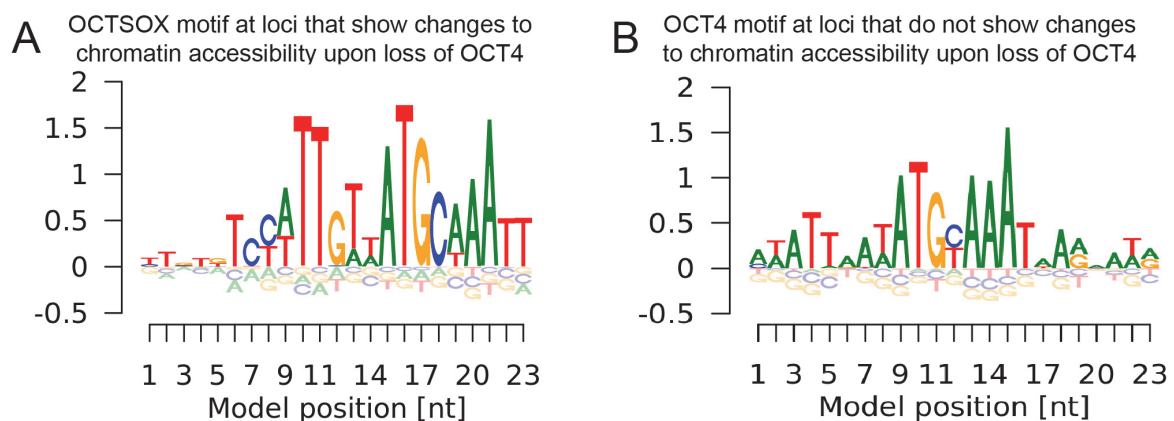 A
OCTSOX motif at loci that show changes to
chromatin accessibility upon loss of OCT4
2
1.5
1
0.5
0
-0.5
1 3 5 7 9 11 14 17 20 23
Model position [nt]
B
OCT4 motif at loci that do not show changes
to chromatin accessibility upon loss of OCT4
2
1.5
1
0.5
0
-0.5
1 3 5 7 9 11 14 17 20 23
Model position [nt]